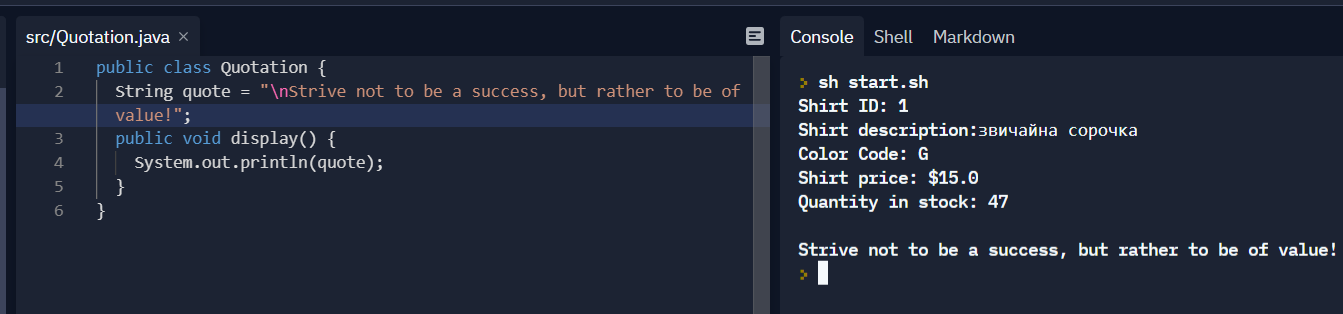 src/Quotation.java ×
1 public class Quotation {
2 String quote = "\nStrive not to be a success, but rather to be of
value!";
3 public void display() {
4 System.out.println(quote);
5 }
6 }
Console Shell Markdown
> sh start.sh
Shirt ID: 1
Shirt description:звичайна сорочка
Color Code: G
Shirt price: $15.0
Quantity in stock: 47
Strive not to be a success, but rather to be of value!
>